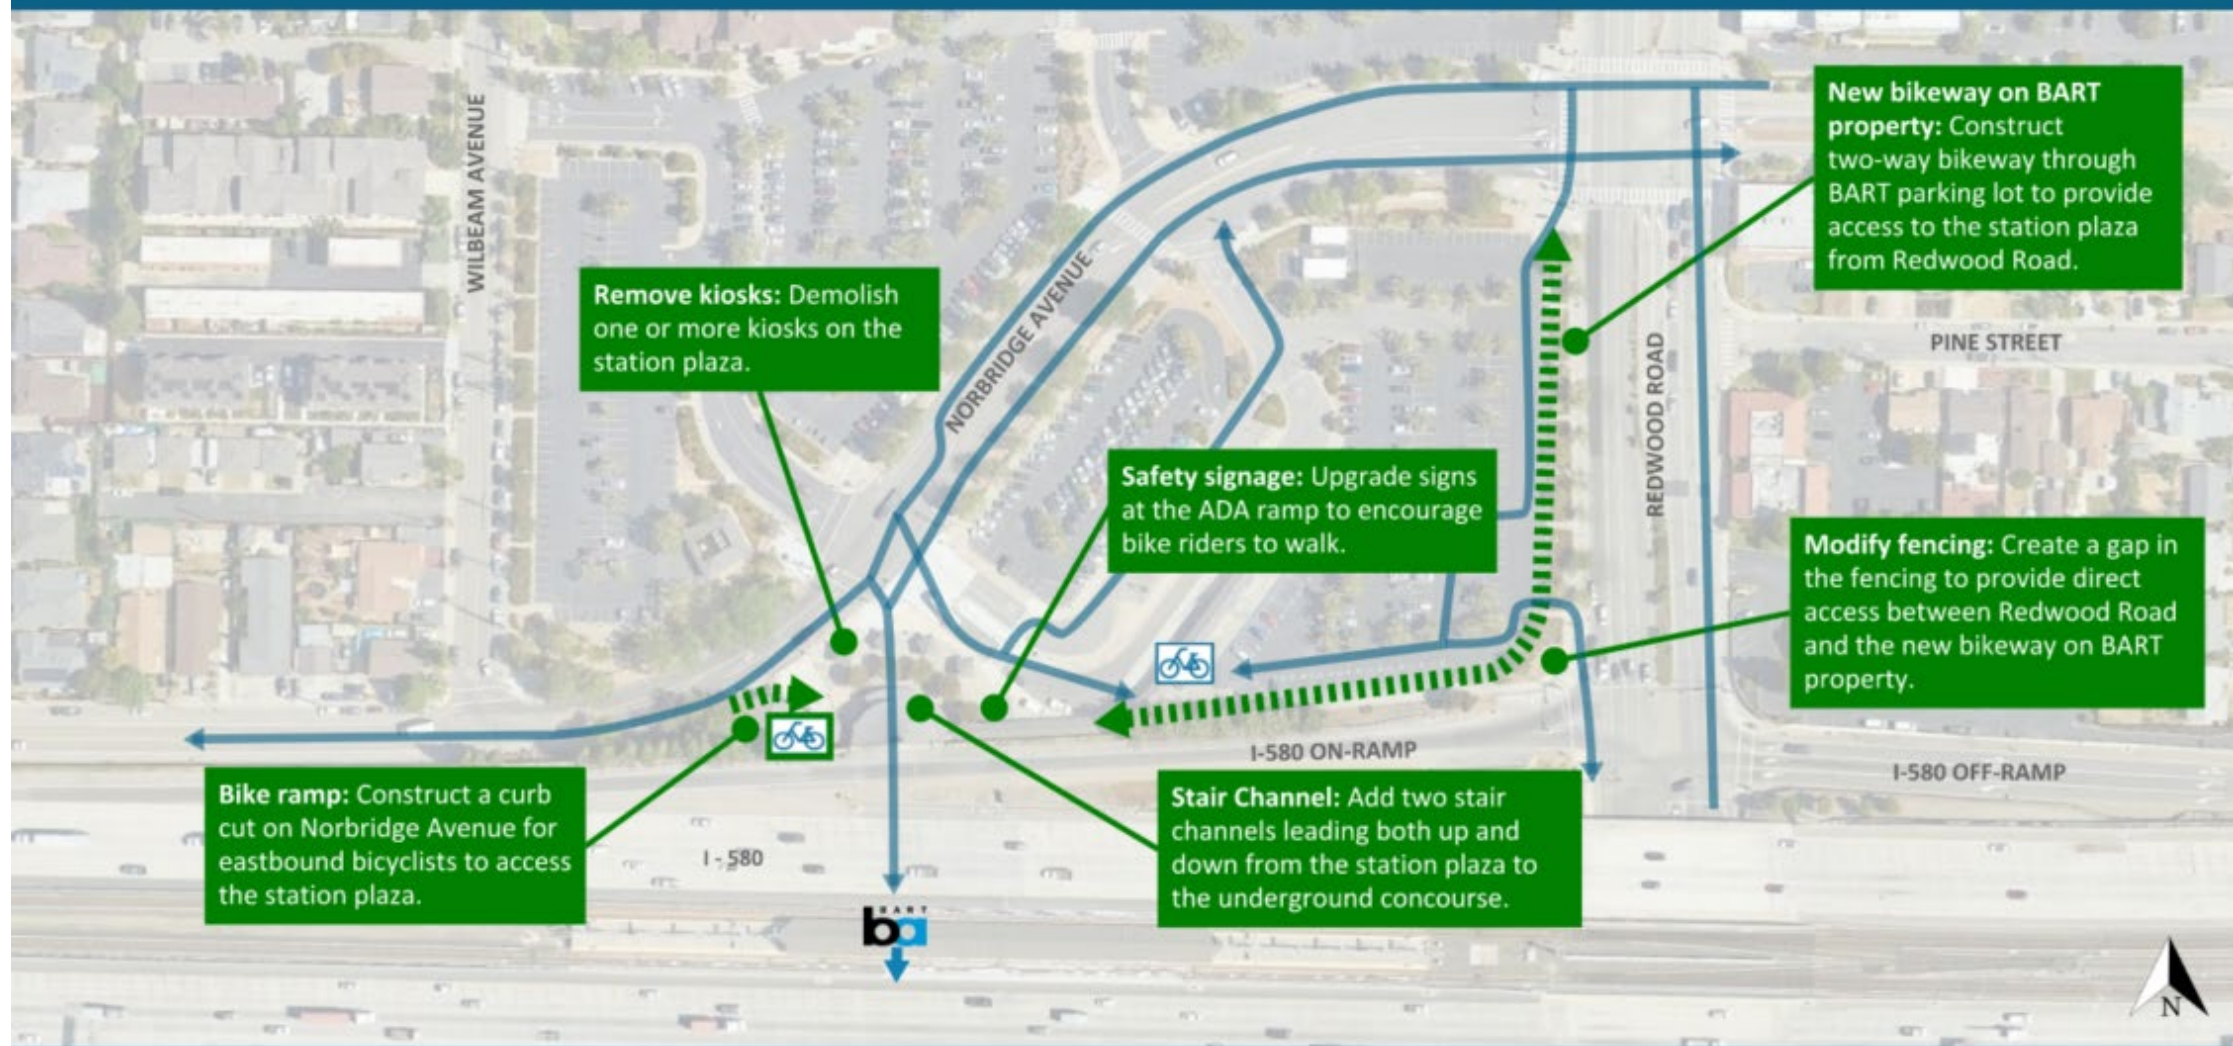 WILBEAM AVENUE
New bikeway on BART
property: Construct
two-way bikeway through
BART parking lot to provide
access to the station plaza
from Redwood Road.
Remove kiosks: Demolish
one or more kiosks on the
station plaza.
NORBRIDGE AVENUE
PINE STREET
REDWOOD ROAD
Safety signage: Upgrade signs
at the ADA ramp to encourage
bike riders to walk.
Modify fencing: Create a gap in
the fencing to provide direct
access between Redwood Road
and the new bikeway on BART
property.
I-580 ON-RAMP
I-580 OFF-RAMP
Bike ramp: Construct a curb
cut on Norbridge Avenue for
eastbound bicyclists to access
the station plaza.
Stair Channel: Add two stair
channels leading both up and
down from the station plaza to
the underground concourse.
I - 580
BART
ba
N